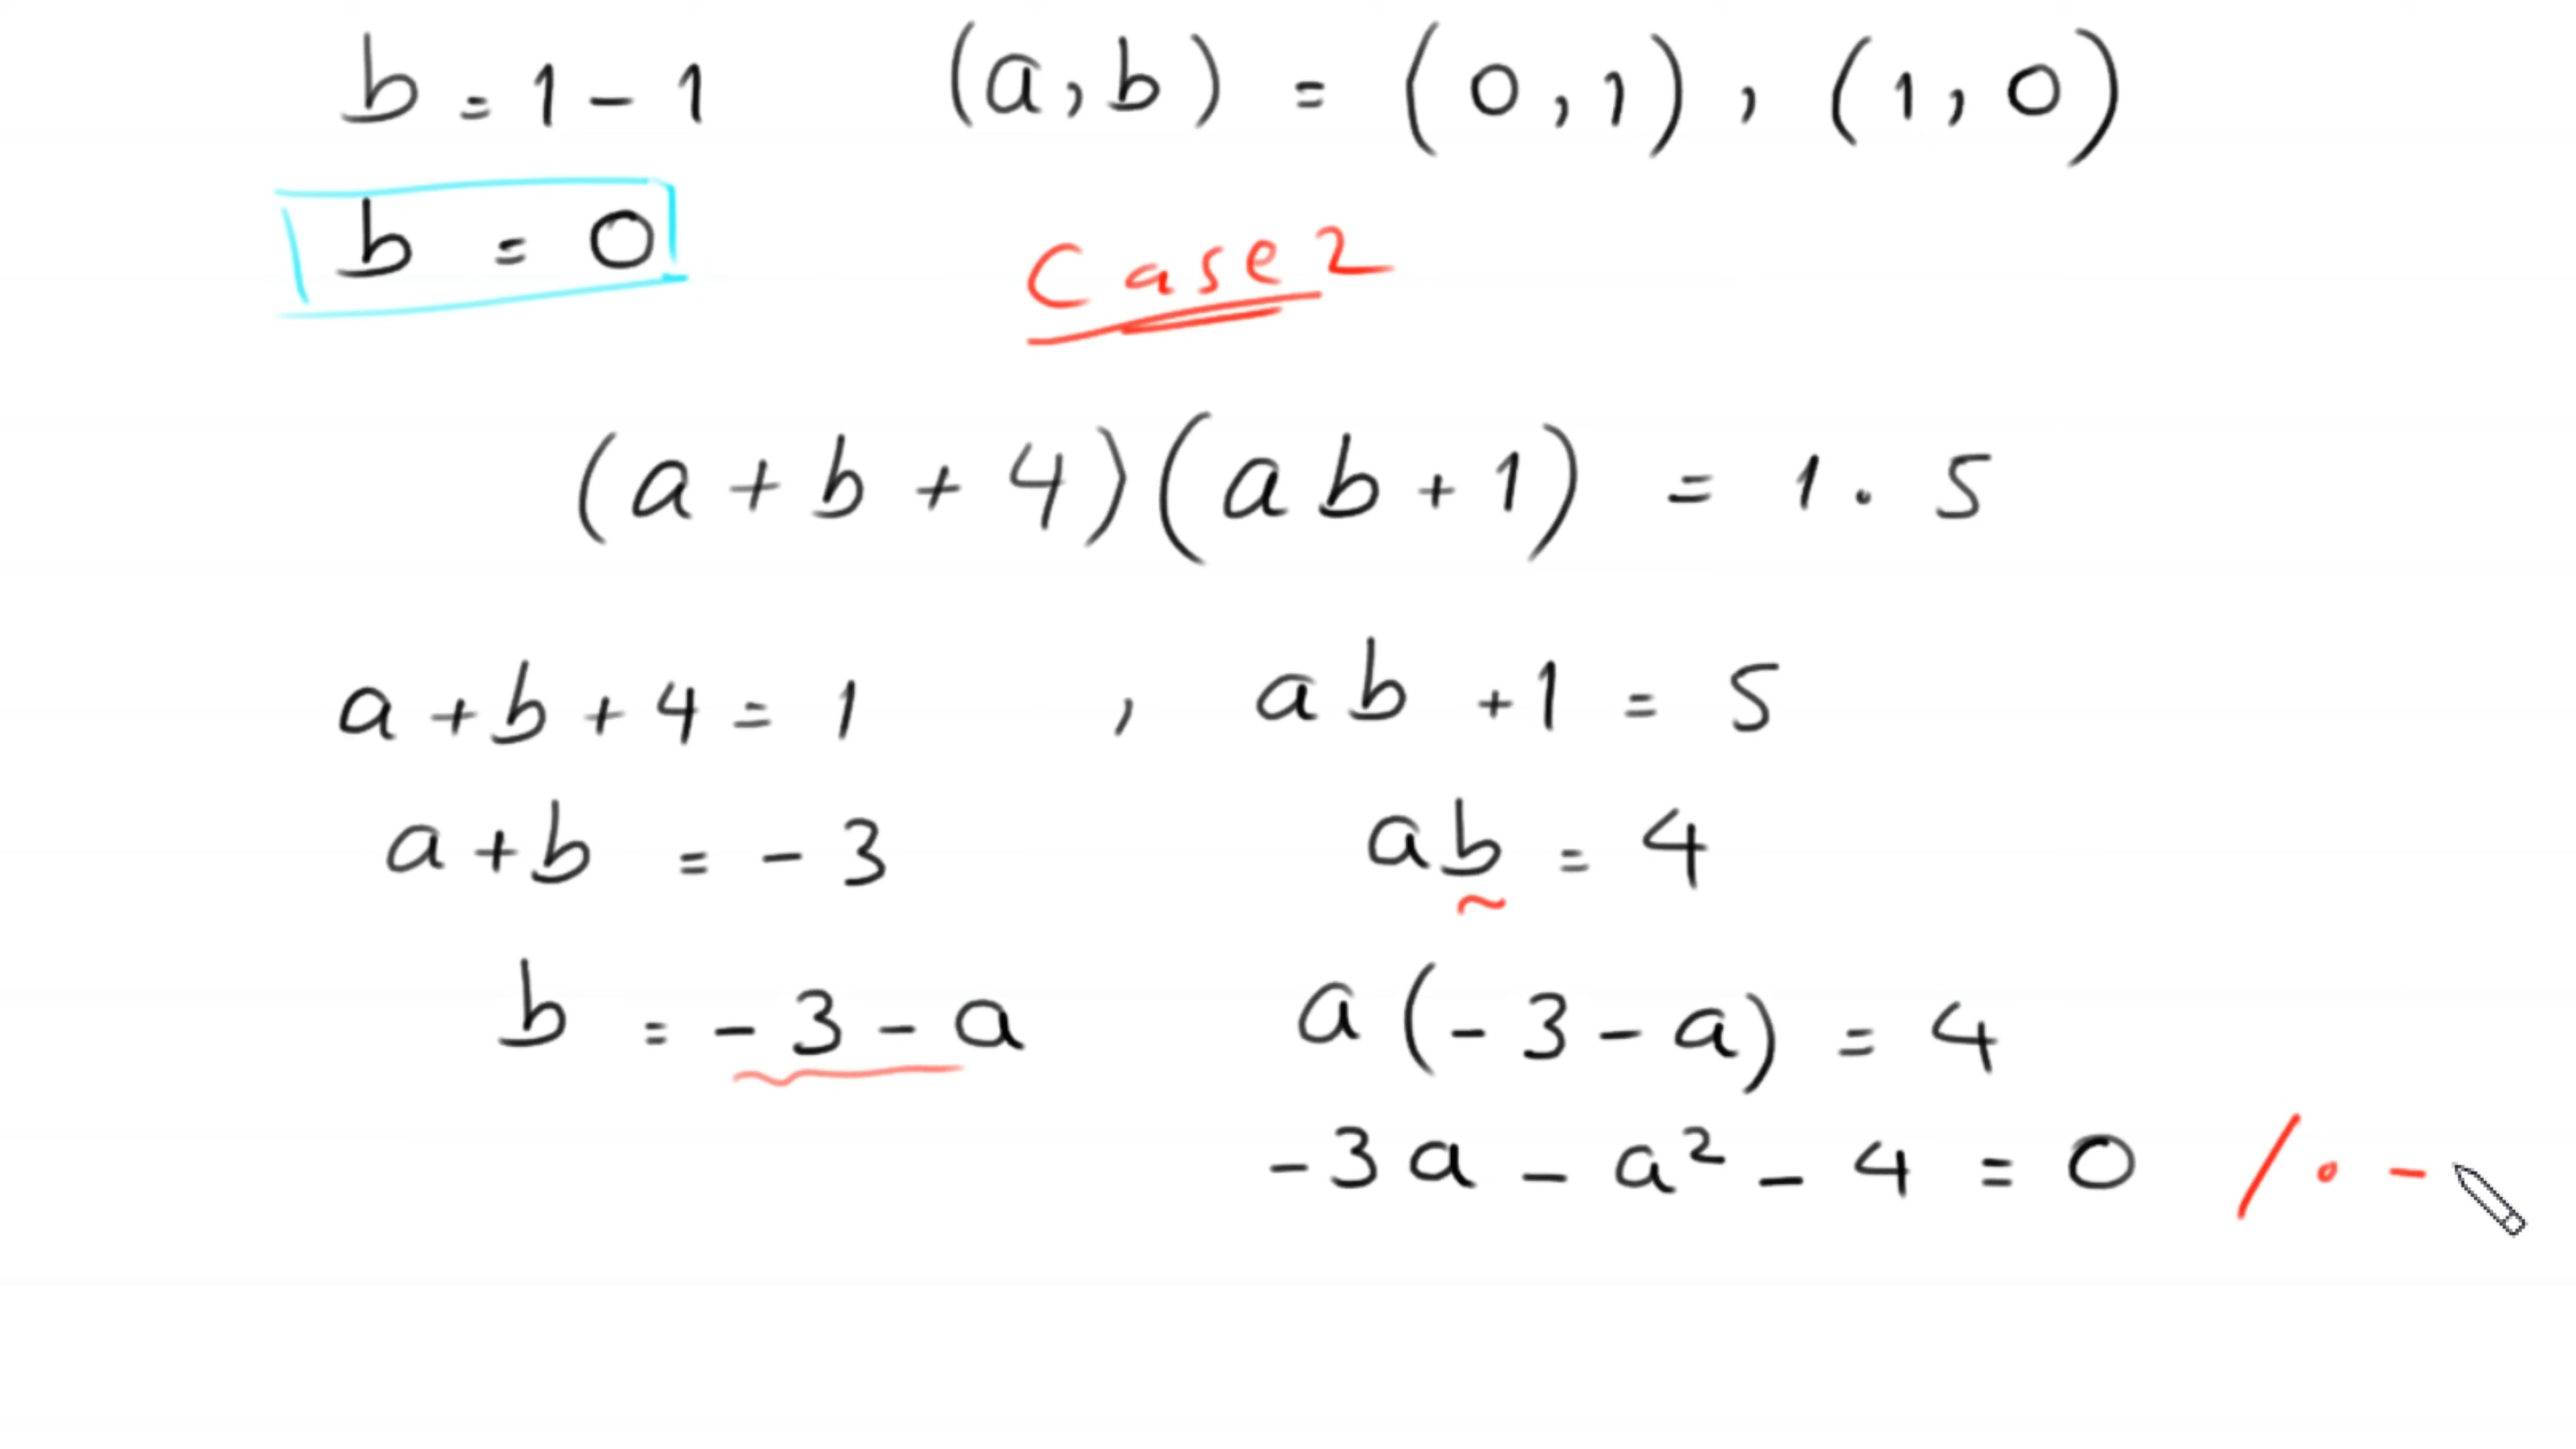 b = 1 - 1
(a, b) = (0, 1), (1, 0)
b = 0
Case 2
(a + b + 4)(ab + 1) = 1 · 5
a + b + 4 = 1 , ab + 1 = 5
a + b = - 3
ab = 4
b = - 3 - a
a(- 3 - a) = 4
- 3a - a² - 4 = 0 / · -